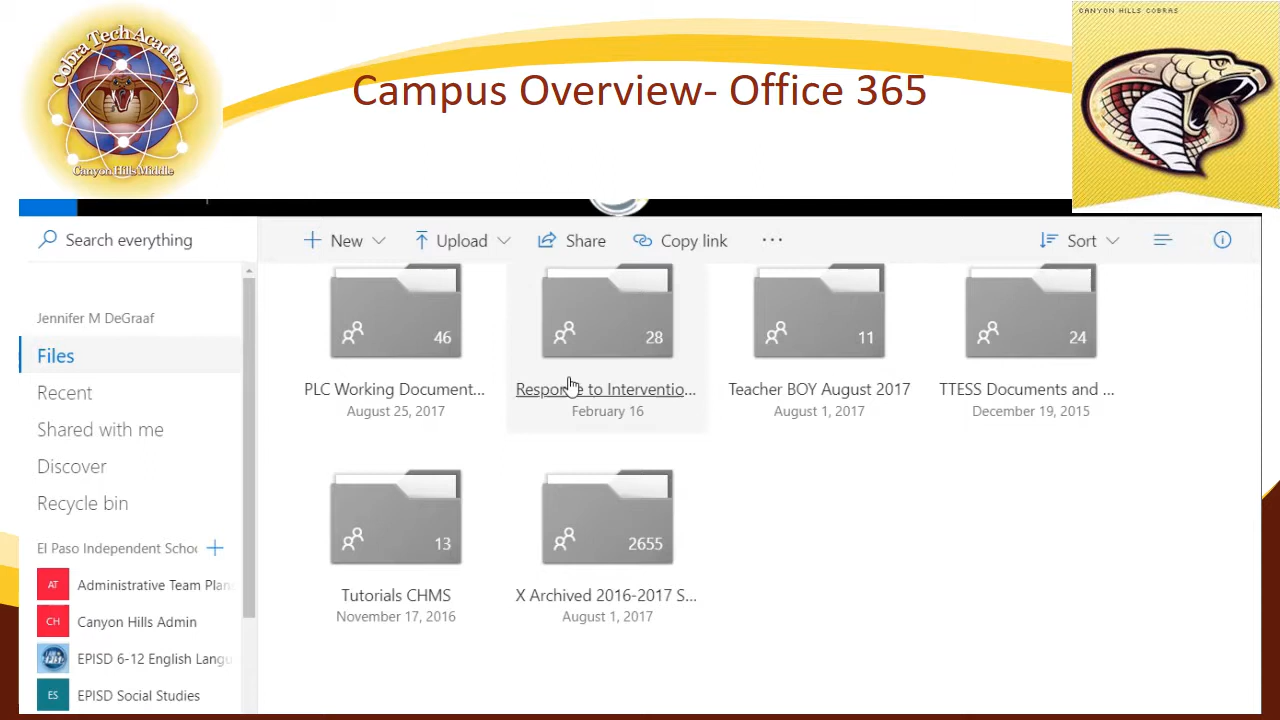 Cobra Tech Academy
Canyon Hills Middle
Campus Overview- Office 365
CANYON HILLS COBRAS
Search everything
New
Upload
Share
Copy link
...
Sort
Jennifer M DeGraaf
Files
Recent
Shared with me
Discover
Recycle bin
El Paso Independent Schoo
AT Administrative Team Plan
CH Canyon Hills Admin
EPISD 6-12 English Langu
ES EPISD Social Studies
46
28
11
24
PLC Working Document...
Response to Interventio...
Teacher BOY August 2017
TTESS Documents and ...
August 25, 2017
February 16
August 1, 2017
December 19, 2015
13
2655
Tutorials CHMS
X Archived 2016-2017 S...
November 17, 2016
August 1, 2017